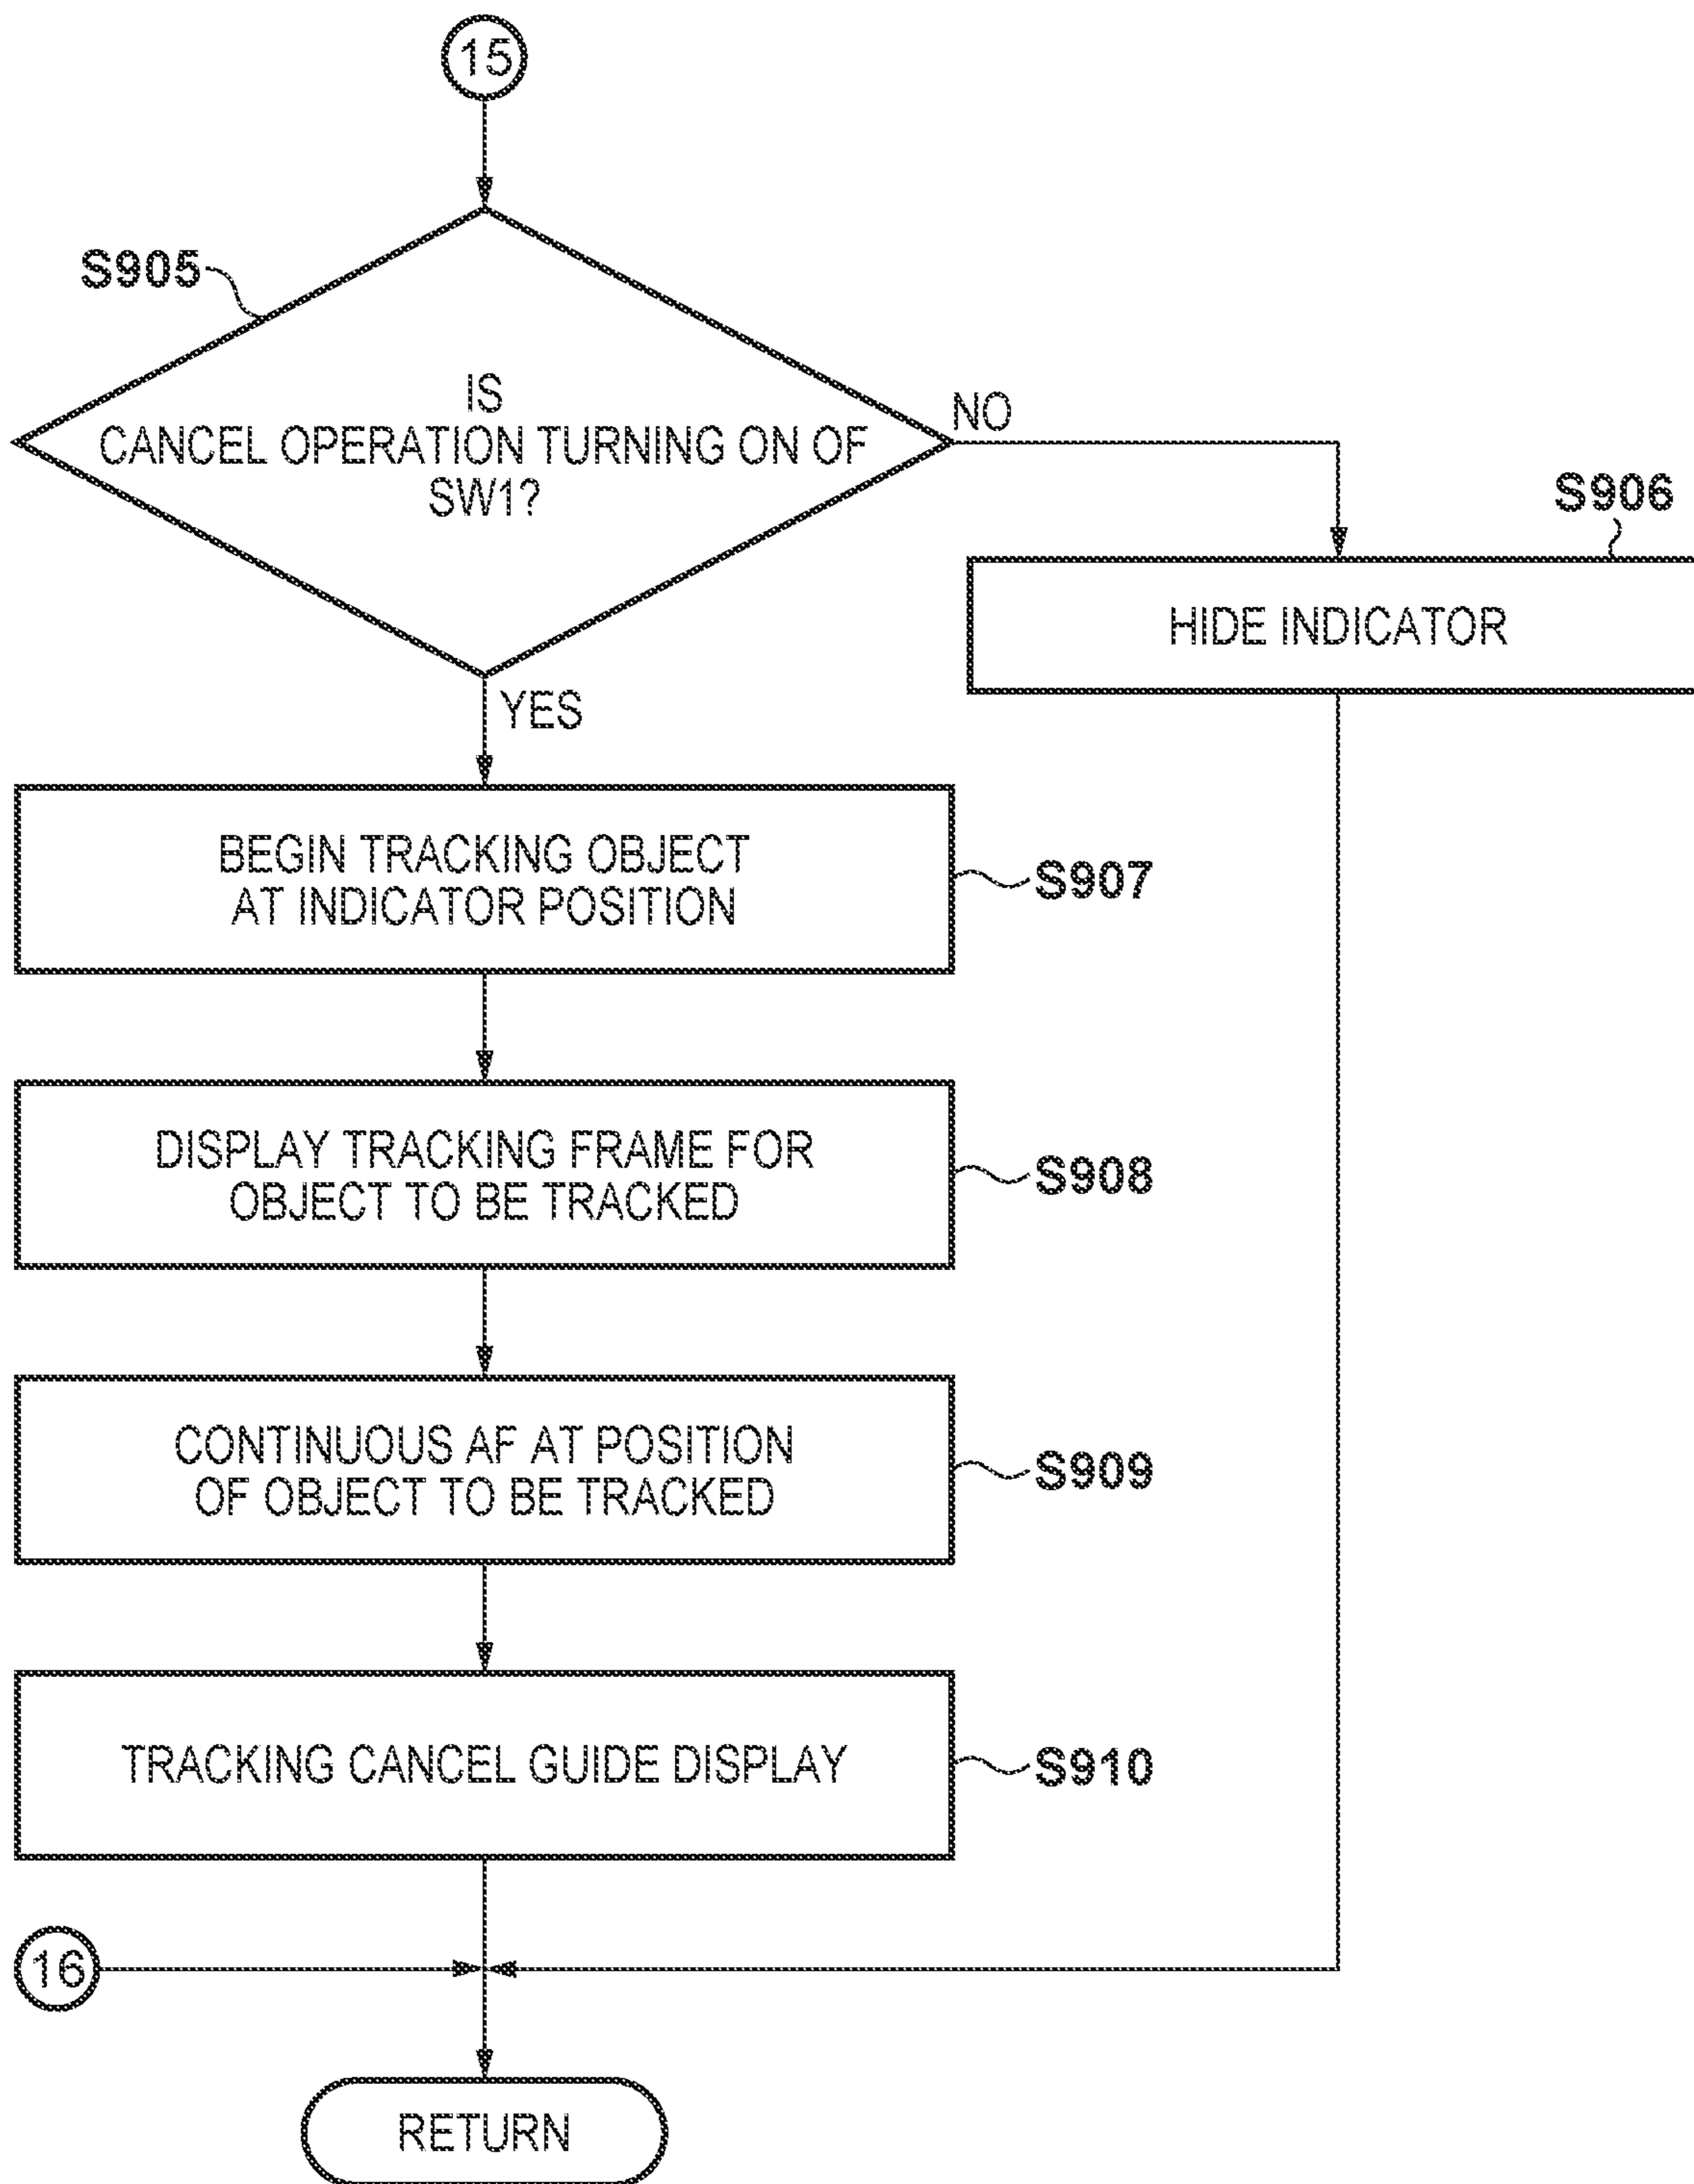 15
S905
IS
CANCEL OPERATION TURNING ON OF
SW1?
NO
S906
HIDE INDICATOR
YES
BEGIN TRACKING OBJECT
AT INDICATOR POSITION
S907
DISPLAY TRACKING FRAME FOR
OBJECT TO BE TRACKED
S908
CONTINUOUS AF AT POSITION
OF OBJECT TO BE TRACKED
S909
TRACKING CANCEL GUIDE DISPLAY
S910
16
RETURN